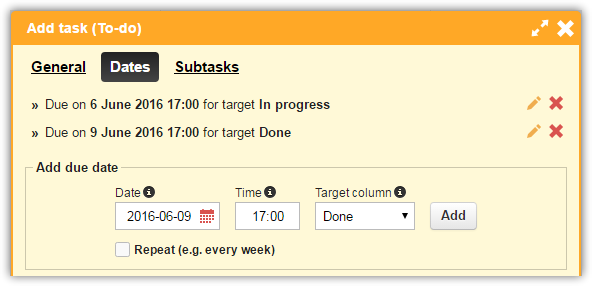 Add task (To-do)
General Dates Subtasks
» Due on 6 June 2016 17:00 for target In progress
» Due on 9 June 2016 17:00 for target Done
Add due date
Date Time Target column
2016-06-09 17:00 Done Add
Repeat (e.g. every week)